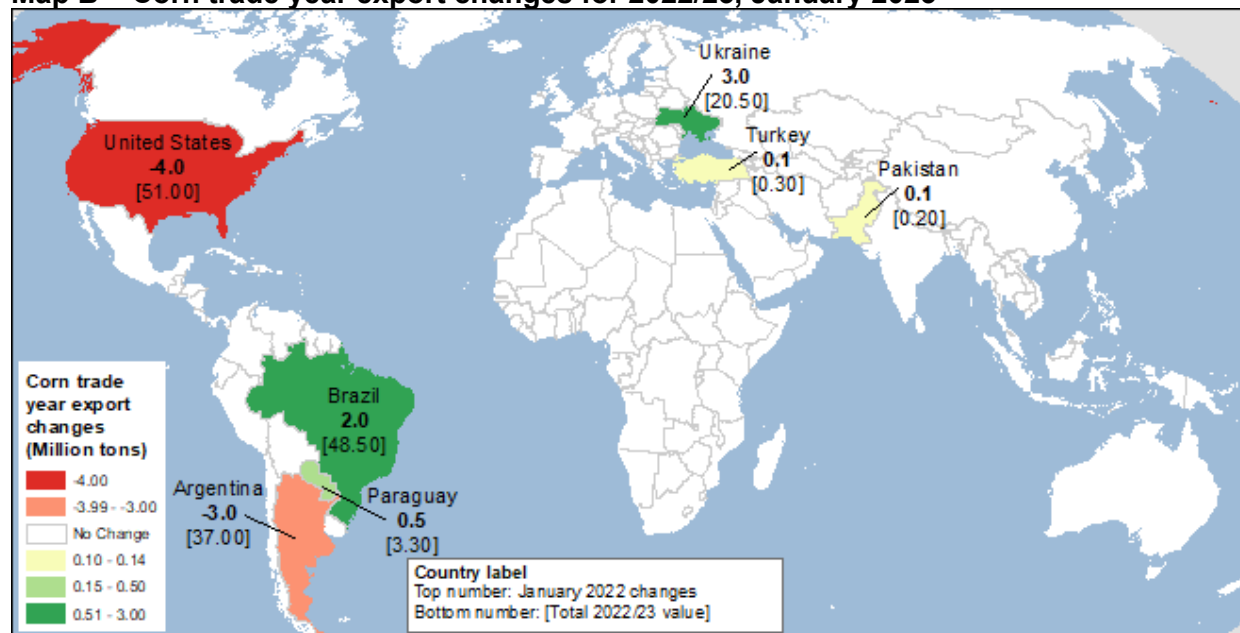 Ukraine
3.0
[20.50]
Turkey
0.1
[0.30]
Pakistan
0.1
[0.20]
United States
-4.0
[51.00]
Brazil
2.0
[48.50]
Argentina
-3.0
[37.00]
Paraguay
0.5
[3.30]
Corn trade
year export
changes
(Million tons)
-4.00
-3.99 - -3.00
No Change
0.10 - 0.14
0.15 - 0.50
0.51 - 3.00
Country label
Top number: January 2022 changes
Bottom number: [Total 2022/23 value]